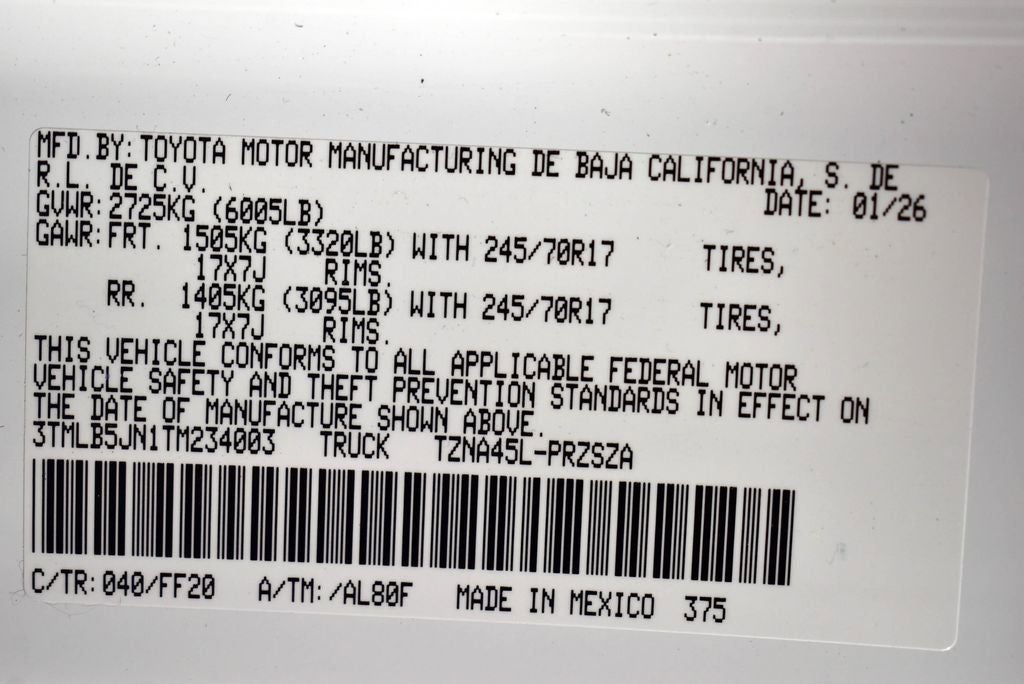 MFD.BY: TOYOTA MOTOR MANUFACTURING DE BAJA CALIFORNIA, S. DE
R.L. DE C.V. DATE: 01/26
GVWR: 2725KG (6005LB)
GAWR: FRT. 1505KG (3320LB) WITH 245/70R17 TIRES,
17X7J RIMS.
RR. 1405KG (3095LB) WITH 245/70R17 TIRES,
17X7J RIMS.
THIS VEHICLE CONFORMS TO ALL APPLICABLE FEDERAL MOTOR
VEHICLE SAFETY AND THEFT PREVENTION STANDARDS IN EFFECT ON
THE DATE OF MANUFACTURE SHOWN ABOVE.
3TMLB5JN1TM234003 TRUCK TZNA45L-PRZSZA
C/TR: 040/FF20 A/TM: /AL80F MADE IN MEXICO 375